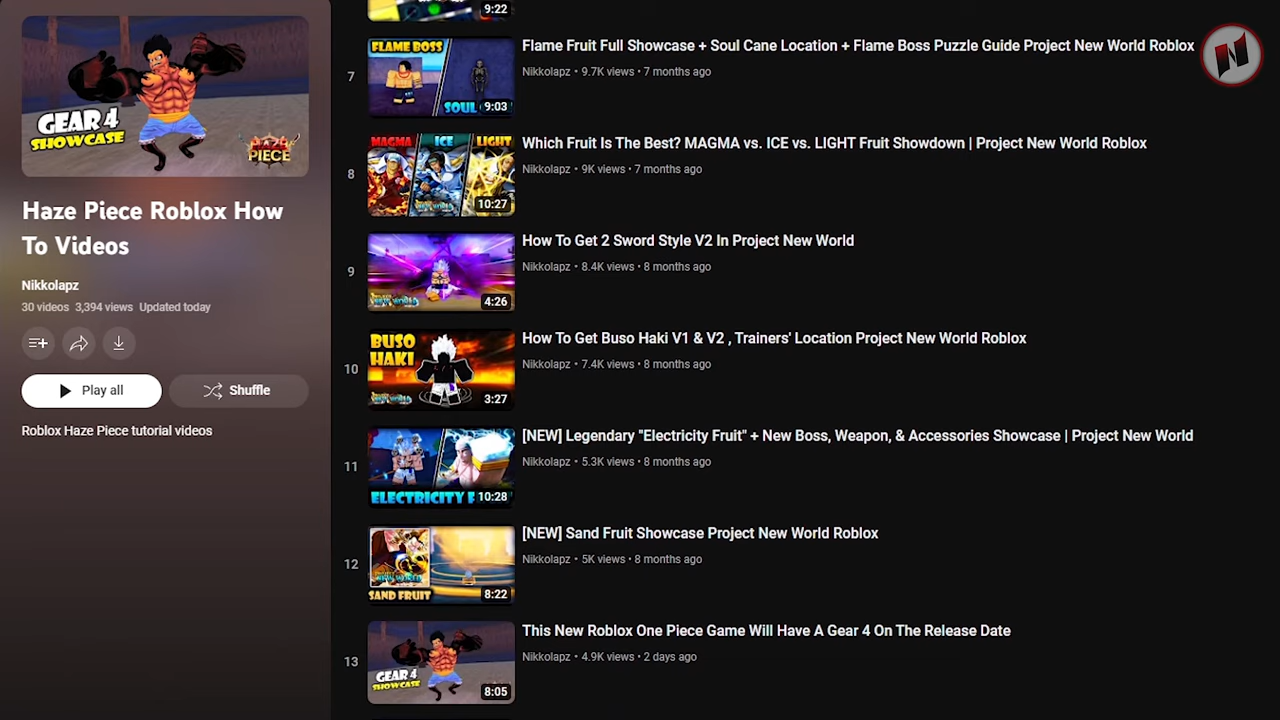 GEAR 4
SHOWCASE
HAZE
PIECE
Haze Piece Roblox How
To Videos
Nikkolapz
30 videos 3,394 views Updated today
Play all
Shuffle
Roblox Haze Piece tutorial videos
9:22
7
FLAME BOSS
SOUL
9:03
Flame Fruit Full Showcase + Soul Cane Location + Flame Boss Puzzle Guide Project New World Roblox
Nikkolapz • 9.7K views • 7 months ago
N
8
MAGMA ICE LIGHT
10:27
Which Fruit Is The Best? MAGMA vs. ICE vs. LIGHT Fruit Showdown | Project New World Roblox
Nikkolapz • 9K views • 7 months ago
9
4:26
How To Get 2 Sword Style V2 In Project New World
Nikkolapz • 8.4K views • 8 months ago
10
BUSO
HAKI
3:27
How To Get Buso Haki V1 & V2 , Trainers' Location Project New World Roblox
Nikkolapz • 7.4K views • 8 months ago
11
ELECTRICITY F
10:28
[NEW] Legendary "Electricity Fruit" + New Boss, Weapon, & Accessories Showcase | Project New World
Nikkolapz • 5.3K views • 8 months ago
12
SAND FRUIT
8:22
[NEW] Sand Fruit Showcase Project New World Roblox
Nikkolapz • 5K views • 8 months ago
13
GEAR 4
SHOWCASE
8:05
This New Roblox One Piece Game Will Have A Gear 4 On The Release Date
Nikkolapz • 4.9K views • 2 days ago